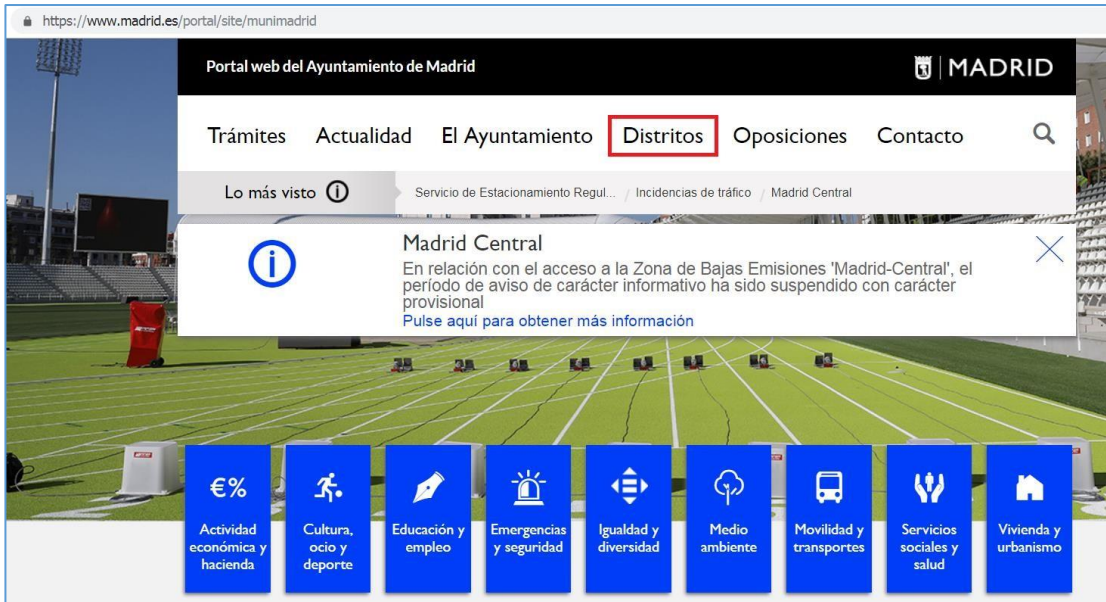 https://www.madrid.es/portal/site/munimadrid
Portal web del Ayuntamiento de Madrid
MADRID
Trámites Actualidad El Ayuntamiento Distritos Oposiciones Contacto
Lo más visto Servicio de Estacionamiento Regul... / Incidencias de tráfico / Madrid Central
Madrid Central
En relación con el acceso a la Zona de Bajas Emisiones 'Madrid-Central', el
período de aviso de carácter informativo ha sido suspendido con carácter
provisional
Pulse aquí para obtener más información
€%
Actividad
económica y
hacienda
Cultura,
ocio y
deporte
Educación y
empleo
Emergencias
y seguridad
Igualdad y
diversidad
Medio
ambiente
Movilidad y
transportes
Servicios
sociales y
salud
Vivienda y
urbanismo